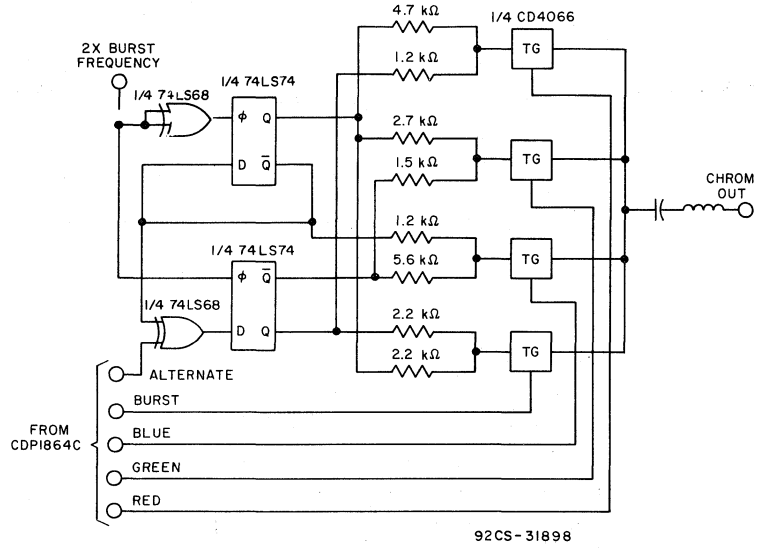 4.7 kΩ
1/4 CD4066
2X BURST
FREQUENCY
TG
1.2 kΩ
1/4 74LS74
1/4 74LS68
ϕ Q
2.7 kΩ
D Q̅
TG
1.5 kΩ
CHROM
OUT
1.2 kΩ
1/4 74LS74
TG
ϕ Q̅
5.6 kΩ
1/4 74LS68
2.2 kΩ
D Q
TG
2.2 kΩ
ALTERNATE
BURST
FROM
CDP1864C
BLUE
GREEN
RED
92CS-31898